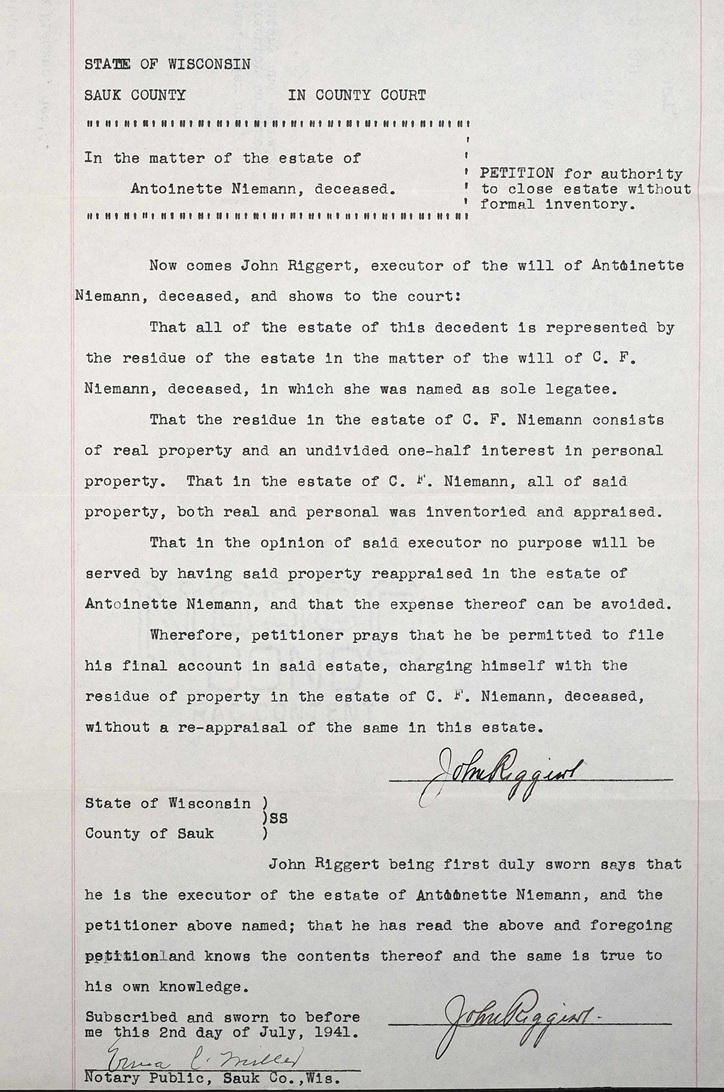 STATE OF WISCONSIN
SAUK COUNTY IN COUNTY COURT
In the matter of the estate of
Antoinette Niemann, deceased.
PETITION for authority
to close estate without
formal inventory.
Now comes John Riggert, executor of the will of Antoinette
Niemann, deceased, and shows to the court:
That all of the estate of this decedent is represented by
the residue of the estate in the matter of the will of C. F.
Niemann, deceased, in which she was named as sole legatee.
That the residue in the estate of C. F. Niemann consists
of real property and an undivided one-half interest in personal
property. That in the estate of C. F. Niemann, all of said
property, both real and personal was inventoried and appraised.
That in the opinion of said executor no purpose will be
served by having said property reappraised in the estate of
Antoinette Niemann, and that the expense thereof can be avoided.
Wherefore, petitioner prays that he be permitted to file
his final account in said estate, charging himself with the
residue of property in the estate of C. F. Niemann, deceased,
without a re-appraisal of the same in this estate.
John Riggert
State of Wisconsin )
)SS
County of Sauk )
John Riggert being first duly sworn says that
he is the executor of the estate of Antoinette Niemann, and the
petitioner above named; that he has read the above and foregoing
petition and knows the contents thereof and the same is true to
his own knowledge.
Subscribed and sworn to before
me this 2nd day of July, 1941.
John Riggert.
Erma C. Miller
Notary Public, Sauk Co.,Wis.